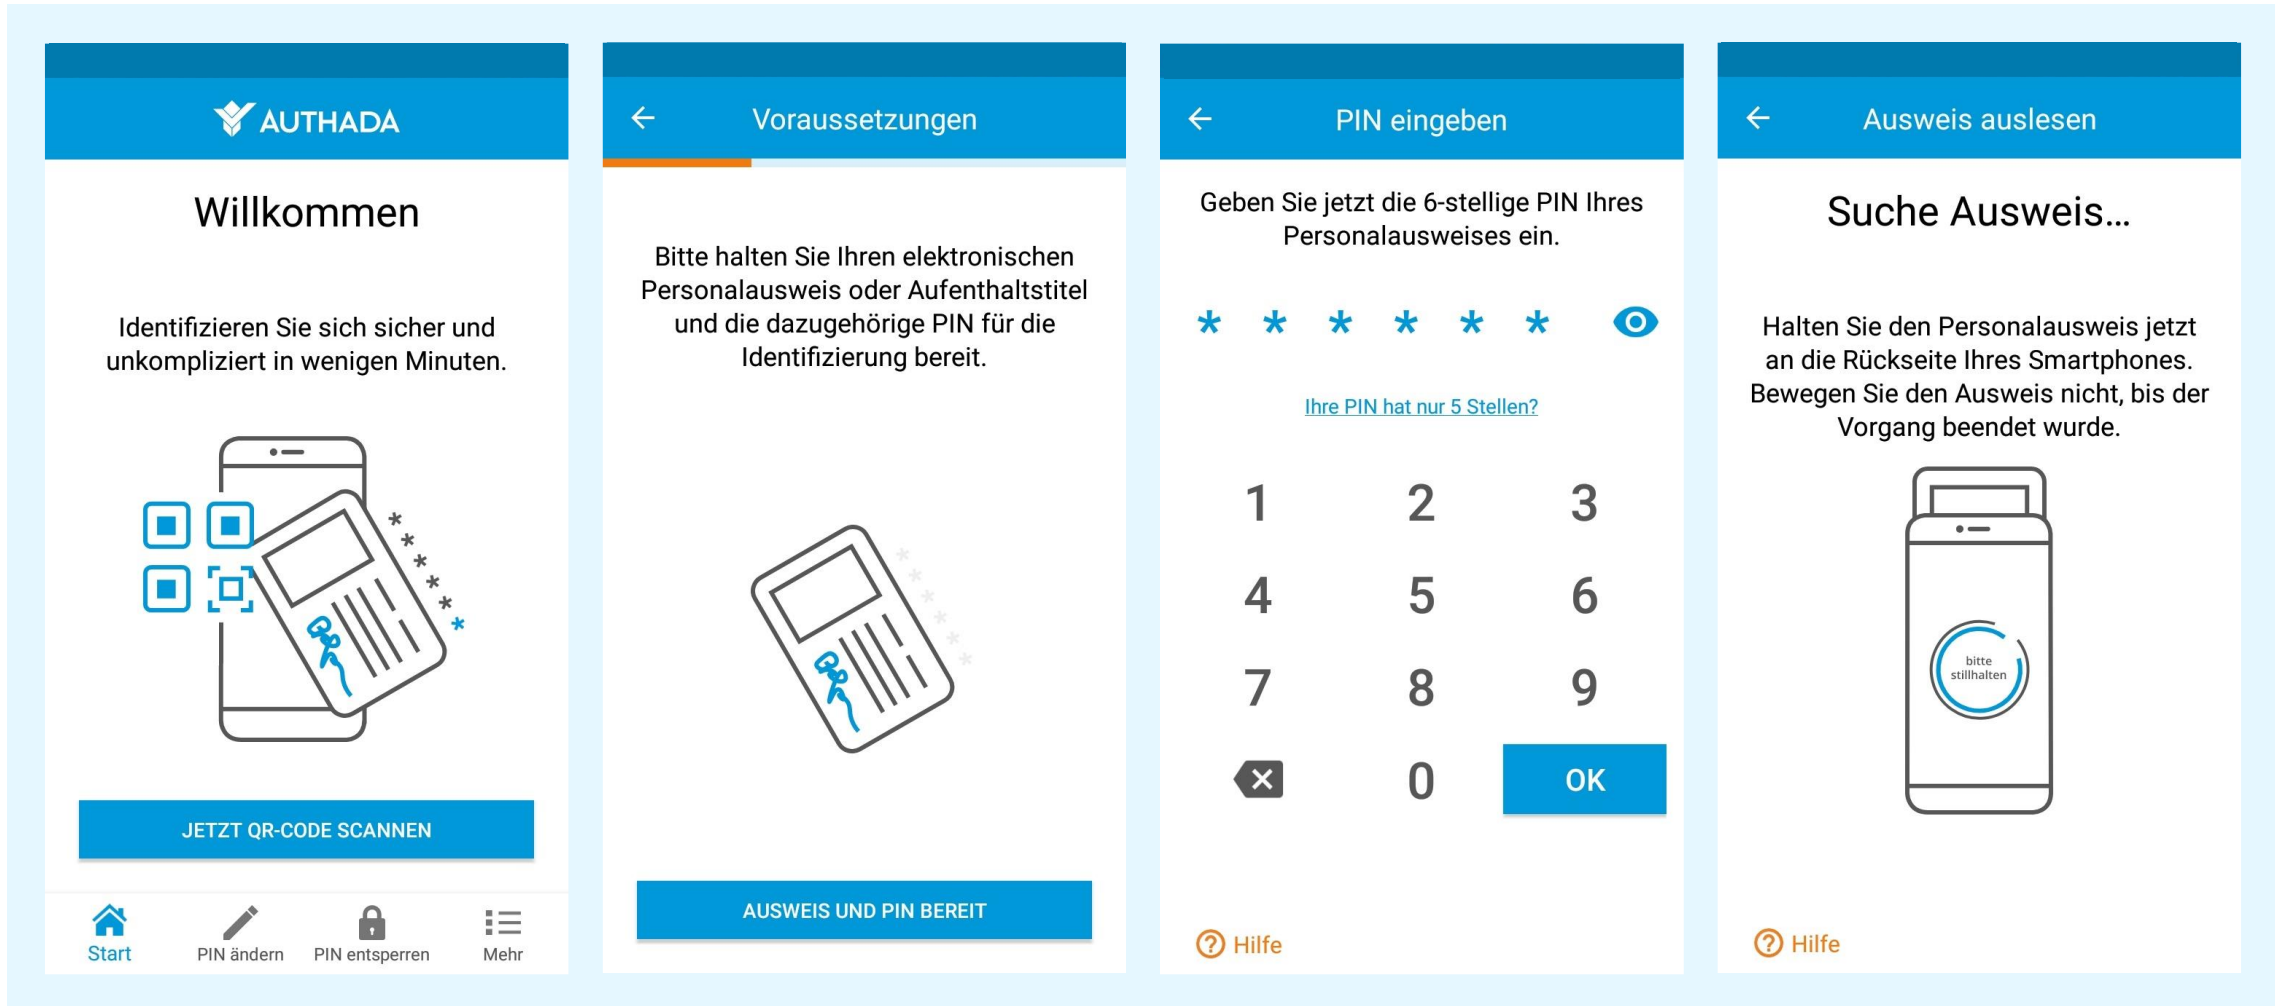 AUTHADA
Willkommen
Identifizieren Sie sich sicher und
unkompliziert in wenigen Minuten.
JETZT QR-CODE SCANNEN
Start
PIN ändern
PIN entsperren
Mehr
Voraussetzungen
Bitte halten Sie Ihren elektronischen
Personalausweis oder Aufenthaltstitel
und die dazugehörige PIN für die
Identifizierung bereit.
AUSWEIS UND PIN BEREIT
PIN eingeben
Geben Sie jetzt die 6-stellige PIN Ihres
Personalausweises ein.
* * * * * *
Ihre PIN hat nur 5 Stellen?
1 2 3
4 5 6
7 8 9
0 OK
Hilfe
Ausweis auslesen
Suche Ausweis...
Halten Sie den Personalausweis jetzt
an die Rückseite Ihres Smartphones.
Bewegen Sie den Ausweis nicht, bis der
Vorgang beendet wurde.
bitte
stillhalten
Hilfe